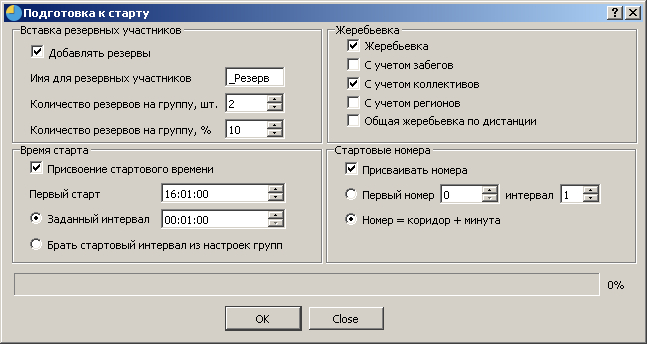 Подготовка к старту
Вставка резервных участников
Добавлять резервы
Имя для резервных участников _Резерв
Количество резервов на группу, шт. 2
Количество резервов на группу, % 10
Жеребьевка
Жеребьевка
С учетом забегов
С учетом коллективов
С учетом регионов
Общая жеребьевка по дистанции
Время старта
Присвоение стартового времени
Первый старт 16:01:00
Заданный интервал 00:01:00
Брать стартовый интервал из настроек групп
Стартовые номера
Присваивать номера
Первый номер 0 интервал 1
Номер = коридор + минута
0%
OK Close